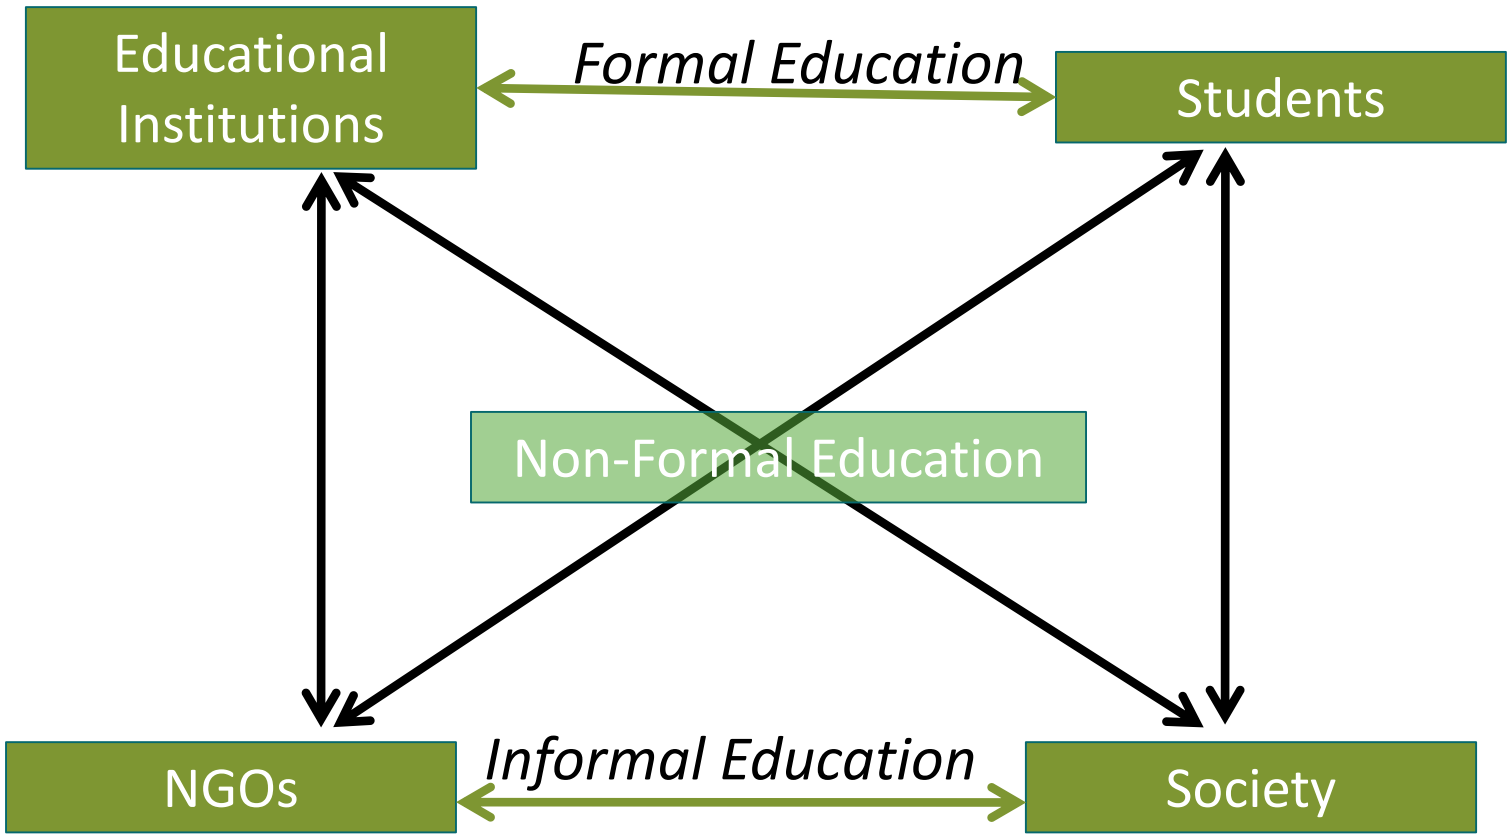 Educational
Institutions
Formal Education
Students
Non-Formal Education
NGOs
Informal Education
Society